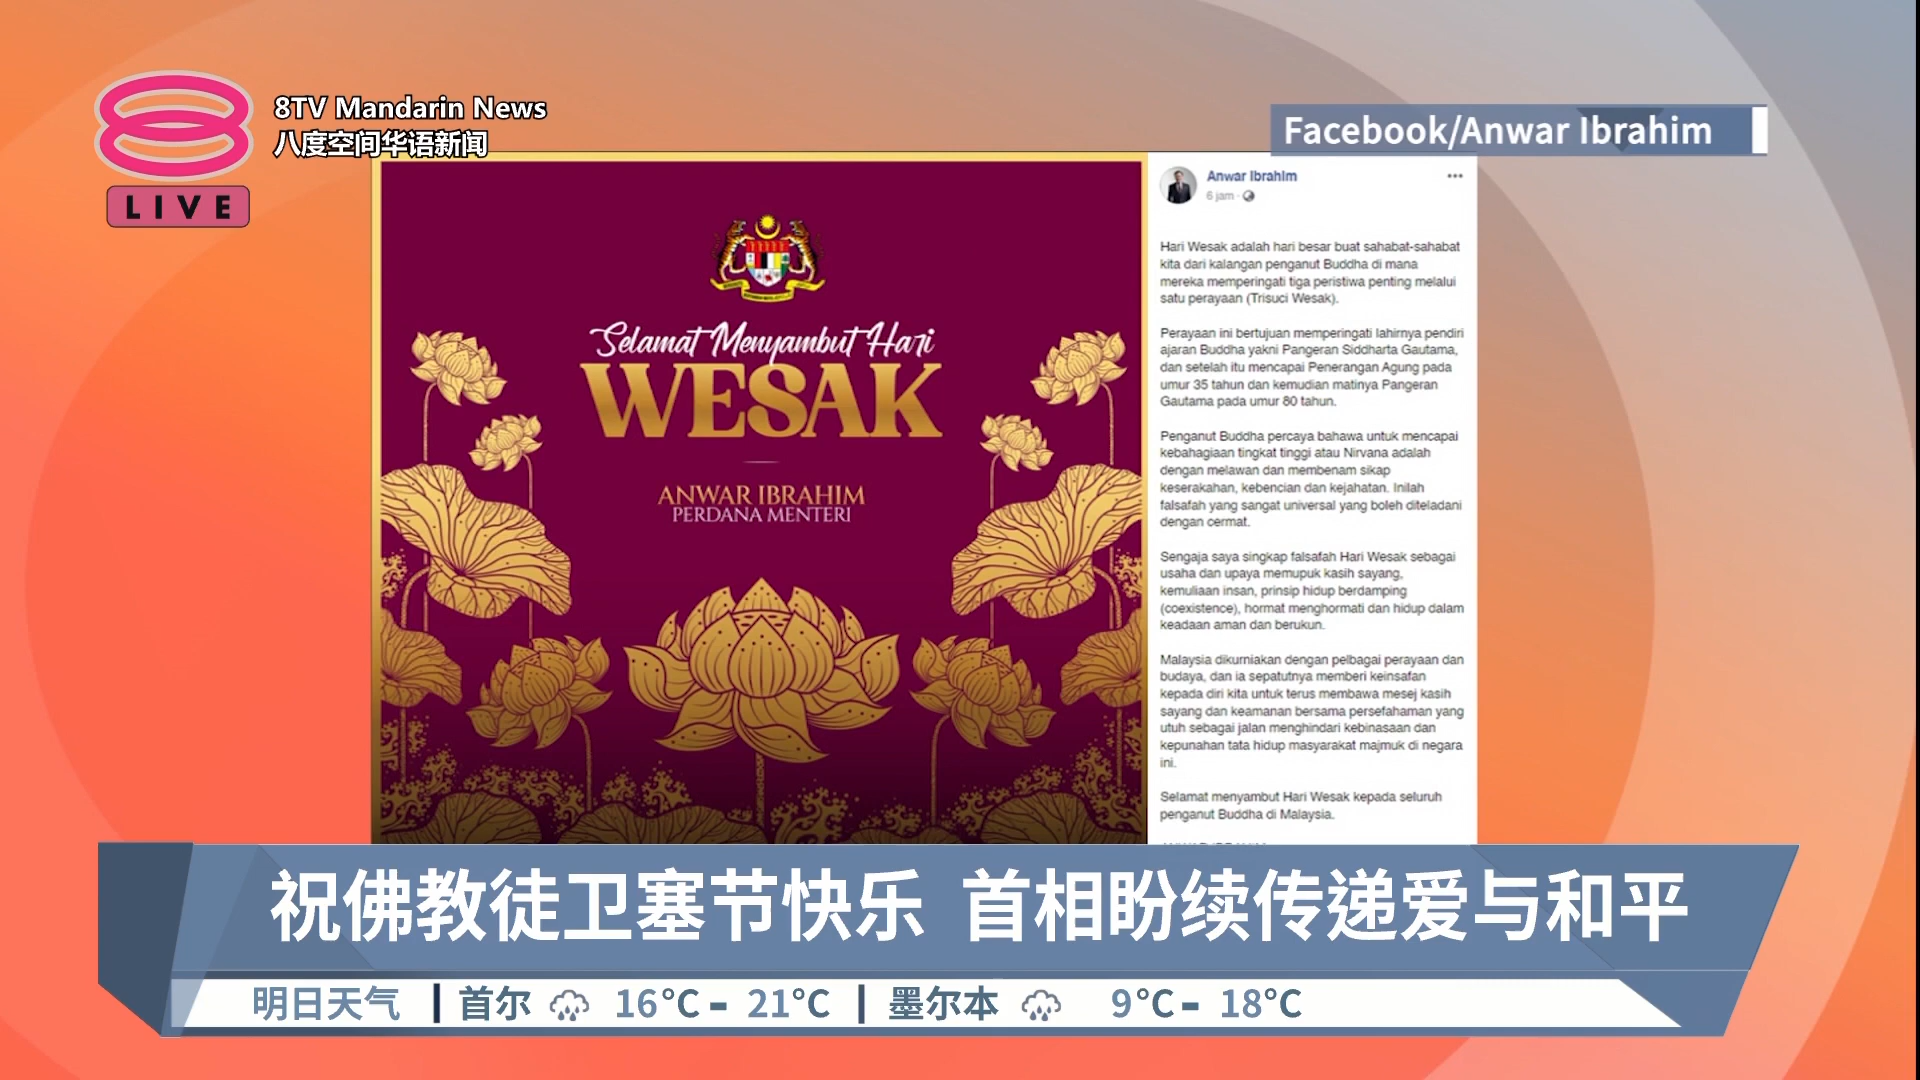 8TV Mandarin News
八度空间华语新闻
LIVE
Facebook/Anwar Ibrahim
Selamat Menyambut Hari
WESAK
ANWAR IBRAHIM
PERDANA MENTERI
Anwar Ibrahim
6 jam
Hari Wesak adalah hari besar buat sahabat-sahabat
kita dari kalangan penganut Buddha di mana
mereka memperingati tiga peristiwa penting melalui
satu perayaan (Trisuci Wesak).
Perayaan ini bertujuan memperingati lahirnya pendiri
ajaran Buddha yakni Pangeran Siddharta Gautama,
dan setelah itu mencapai Penerangan Agung pada
umur 35 tahun dan kemudian matinya Pangeran
Gautama pada umur 80 tahun.
Penganut Buddha percaya bahawa untuk mencapai
kebahagiaan tingkat tinggi atau Nirvana adalah
dengan melawan dan membenam sikap
keserakahan, kebencian dan kejahatan. Inilah
falsafah yang sangat universal yang boleh diteladani
dengan cermat.
Sengaja saya singkap falsafah Hari Wesak sebagai
usaha dan upaya memupuk kasih sayang,
kemuliaan insan, prinsip hidup berdamping
(coexistence), hormat menghormati dan hidup dalam
keadaan aman dan berukun.
Malaysia dikurniakan dengan pelbagai perayaan dan
budaya, dan ia sepatutnya memberi keinsafan
kepada diri kita untuk terus membawa mesej kasih
sayang dan keamanan bersama persefahaman yang
utuh sebagai jalan menghindari kebinasaan dan
kepunahan tata hidup masyarakat majmuk di negara
ini.
Selamat menyambut Hari Wesak kepada seluruh
penganut Buddha di Malaysia.
祝佛教徒卫塞节快乐 首相盼续传递爱与和平
明日天气 | 首尔 16°C - 21°C | 墨尔本 9°C - 18°C